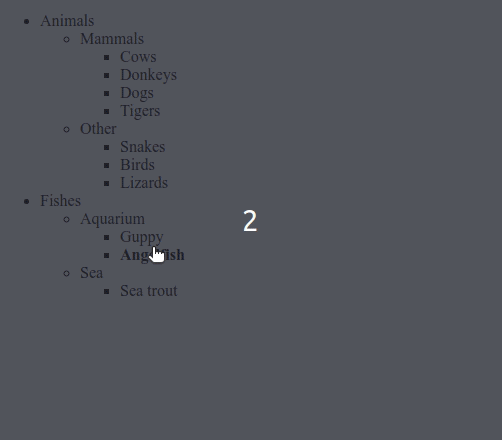 Animals
Mammals
Cows
Donkeys
Dogs
Tigers
Other
Snakes
Birds
Lizards
Fishes
Aquarium
2
Guppy
Angelfish
Sea
Sea trout